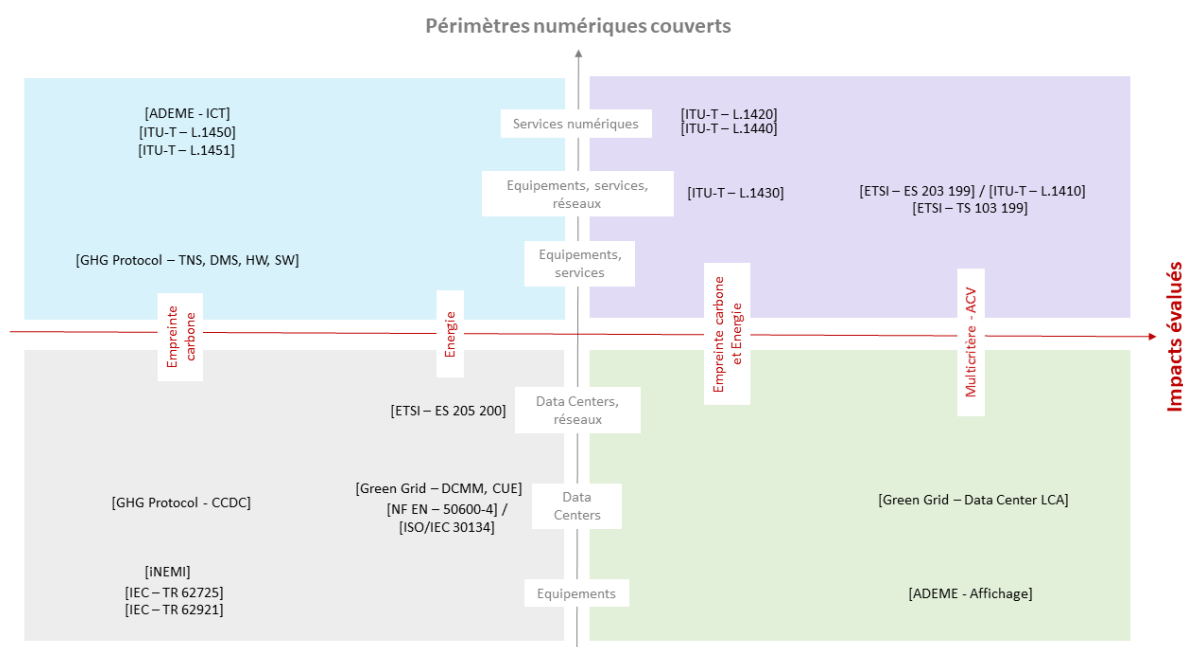 Périmètres numériques couverts
[ADEME - ICT]
[ITU-T – L.1450]
[ITU-T – L.1451]
Services numériques
[ITU-T – L.1420]
[ITU-T – L.1440]
Equipements, services,
réseaux
[ITU-T – L.1430]
[ETSI – ES 203 199] / [ITU-T – L.1410]
[ETSI – TS 103 199]
[GHG Protocol – TNS, DMS, HW, SW]
Equipements,
services
Empreinte
carbone
Energie
Empreinte carbone
et Energie
Multicritère - ACV
Impacts évalués
[ETSI – ES 205 200]
Data Centers,
réseaux
[GHG Protocol - CCDC]
[Green Grid – DCMM, CUE]
[NF EN – 50600-4] /
[ISO/IEC 30134]
Data
Centers
[Green Grid – Data Center LCA]
[iNEMI]
[IEC – TR 62725]
[IEC – TR 62921]
Equipements
[ADEME - Affichage]